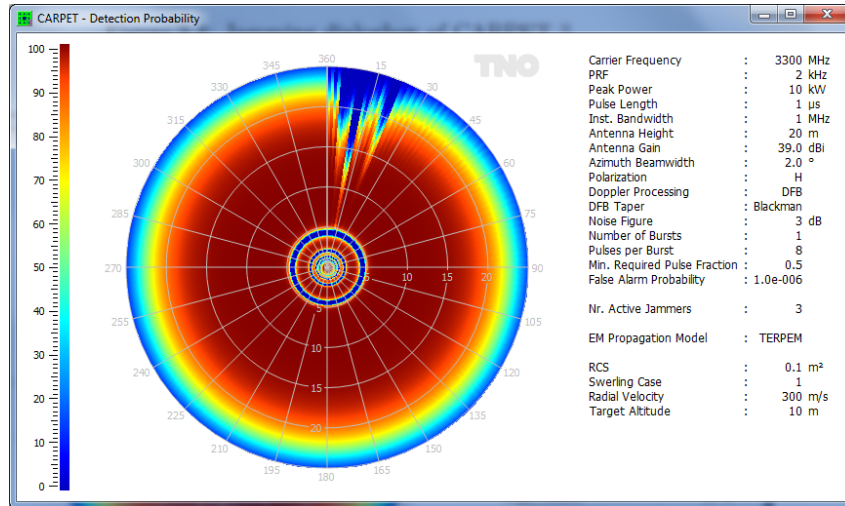 CARPET - Detection Probability
TNO
100
90
80
70
60
50
40
30
20
10
0
360
15
30
45
60
75
90
105
120
135
150
165
180
195
210
225
240
255
270
285
300
315
330
345
5
10
15
20
5
10
15
20
Carrier Frequency : 3300 MHz
PRF : 2 kHz
Peak Power : 10 kW
Pulse Length : 1 µs
Inst. Bandwidth : 1 MHz
Antenna Height : 20 m
Antenna Gain : 39.0 dBi
Azimuth Beamwidth : 2.0 °
Polarization : H
Doppler Processing : DFB
DFB Taper : Blackman
Noise Figure : 3 dB
Number of Bursts : 1
Pulses per Burst : 8
Min. Required Pulse Fraction : 0.5
False Alarm Probability : 1.0e-006
Nr. Active Jammers : 3
EM Propagation Model : TERPEM
RCS : 0.1 m²
Swerling Case : 1
Radial Velocity : 300 m/s
Target Altitude : 10 m